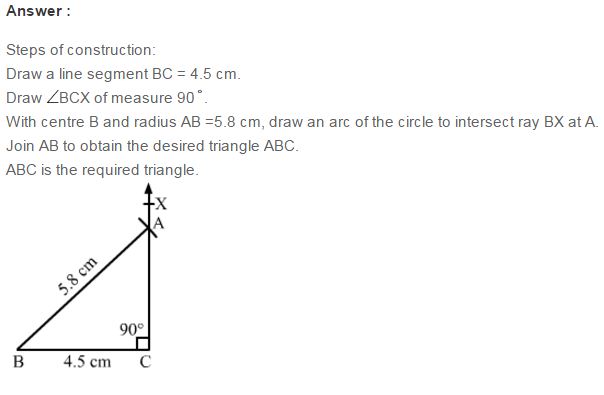 Answer :
Steps of construction:
Draw a line segment BC = 4.5 cm.
Draw ∠BCX of measure 90˚.
With centre B and radius AB =5.8 cm, draw an arc of the circle to intersect ray BX at A.
Join AB to obtain the desired triangle ABC.
ABC is the required triangle.
X
A
5.8 cm
90°
B 4.5 cm C